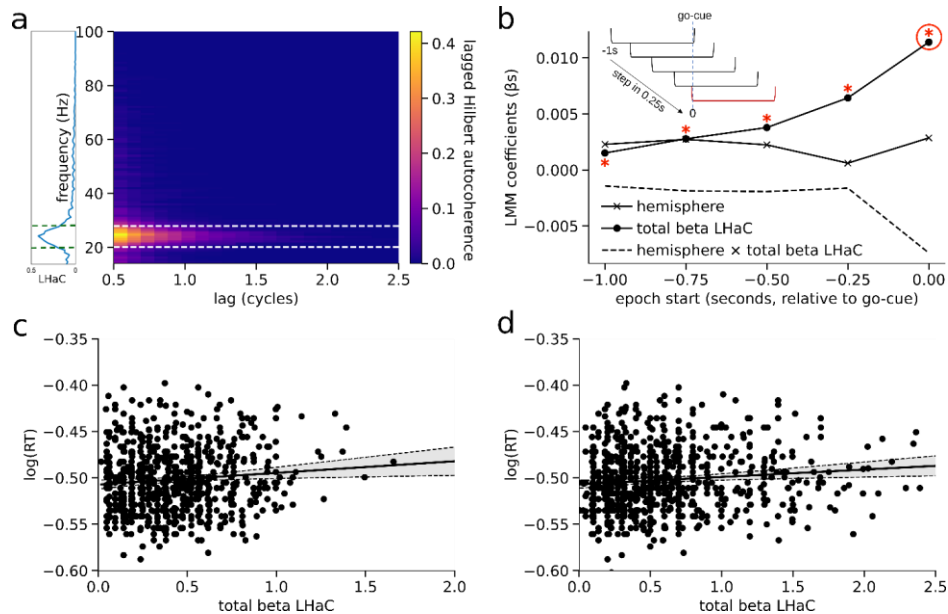 a
100
80
60
40
20
frequency (Hz)
0.5
0
LHaC
0.5
1.0
1.5
2.0
2.5
lag (cycles)
0.4
0.3
0.2
0.1
0.0
lagged Hilbert autocoherence
b
go-cue
-1s
step in 0.25s
0
0.010
0.005
0.000
−0.005
LMM coefficients (βs)
hemisphere
total beta LHaC
hemisphere × total beta LHaC
−1.00
−0.75
−0.50
−0.25
0.00
epoch start (seconds, relative to go-cue)
c
−0.35
−0.40
−0.45
−0.50
−0.55
−0.60
log(RT)
0.0
0.5
1.0
1.5
2.0
total beta LHaC
d
−0.35
−0.40
−0.45
−0.50
−0.55
−0.60
log(RT)
0.0
0.5
1.0
1.5
2.0
2.5
total beta LHaC